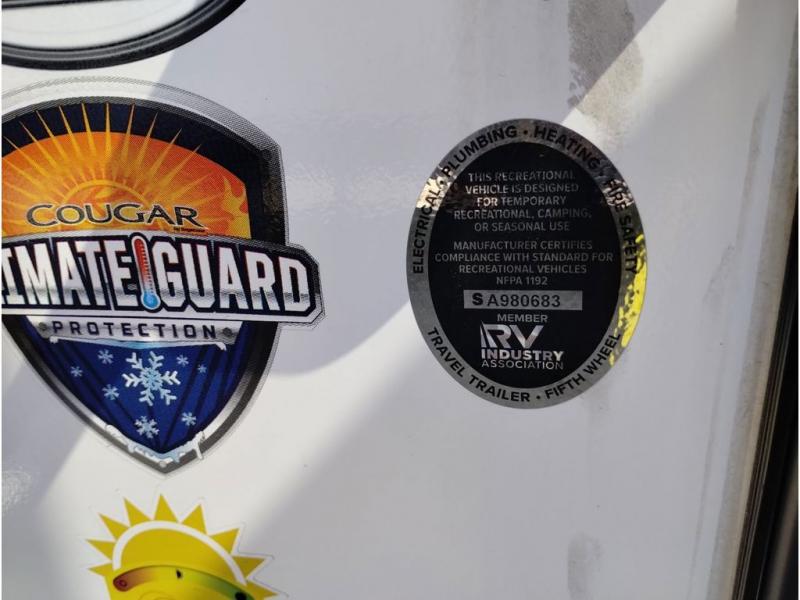 COUGAR
LIMATE GUARD
PROTECTION
ELECTRICAL • PLUMBING • HEATING • FIRE SAFETY
THIS RECREATIONAL
VEHICLE IS DESIGNED
FOR TEMPORARY
RECREATIONAL, CAMPING,
OR SEASONAL USE
MANUFACTURER CERTIFIES
COMPLIANCE WITH STANDARD FOR
RECREATIONAL VEHICLES
NFPA 1192
SA980683
MEMBER
RV
INDUSTRY
ASSOCIATION
TRAVEL TRAILER • FIFTH WHEEL